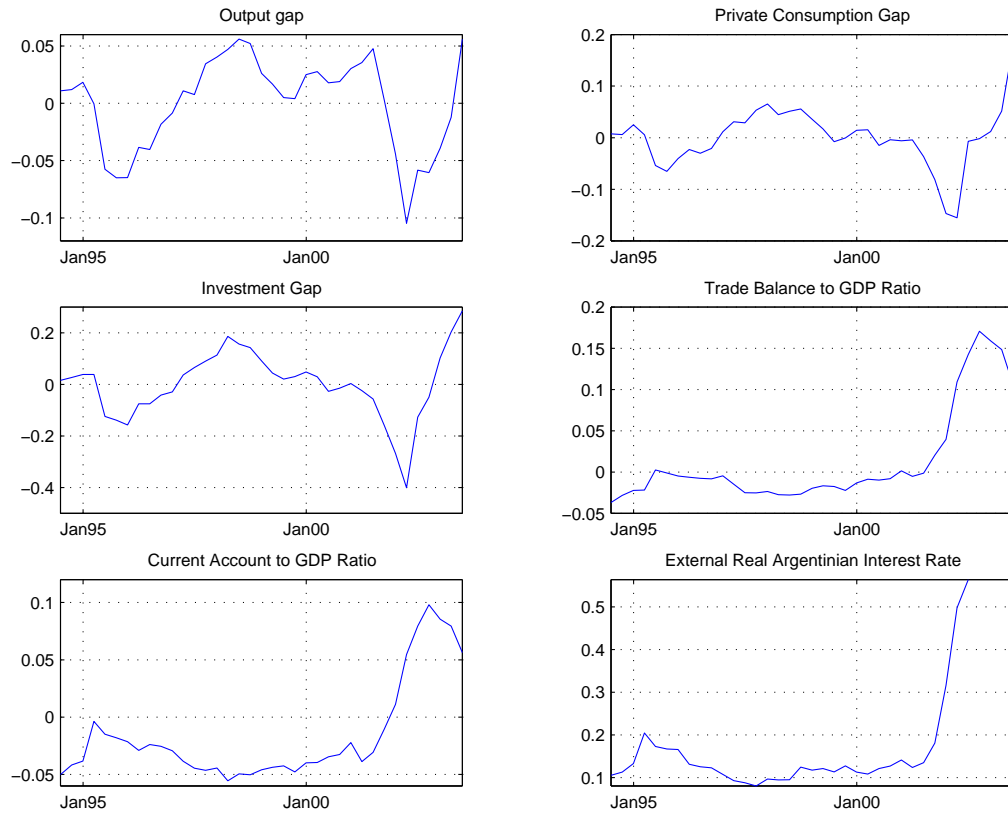 Output gap
0.05
0
−0.05
−0.1
Jan95 Jan00
Private Consumption Gap
0.2
0.1
0
−0.1
−0.2
Jan95 Jan00
Investment Gap
0.2
0
−0.2
−0.4
Jan95 Jan00
Trade Balance to GDP Ratio
0.2
0.15
0.1
0.05
0
−0.05
Jan95 Jan00
Current Account to GDP Ratio
0.1
0.05
0
−0.05
Jan95 Jan00
External Real Argentinian Interest Rate
0.5
0.4
0.3
0.2
0.1
Jan95 Jan00